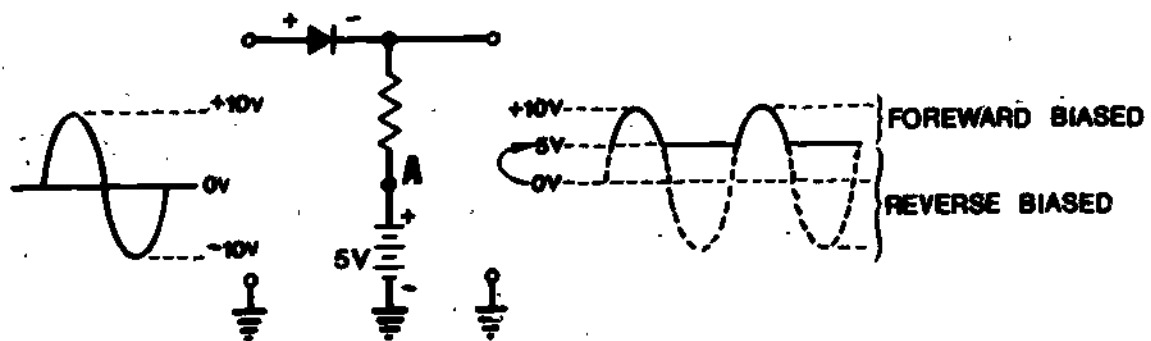 + -
+10V
0V
-10V
A
+
5V
-
+10V
5V
0V
FOREWARD BIASED
REVERSE BIASED